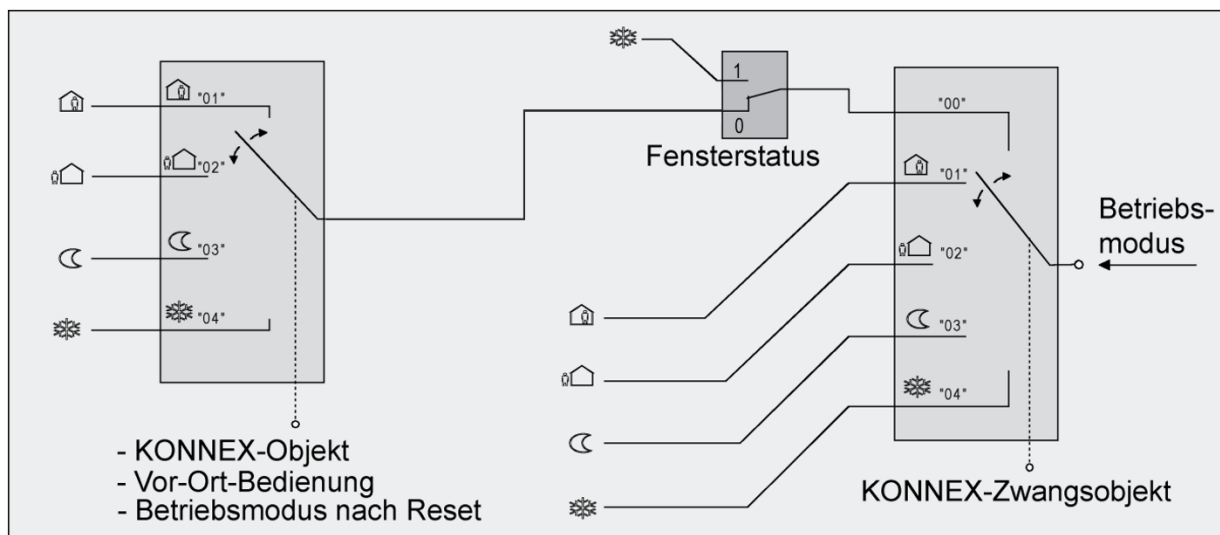 "01"
"02"
"03"
"04"
- KONNEX-Objekt
- Vor-Ort-Bedienung
- Betriebsmodus nach Reset
1
0
Fensterstatus
"00"
"01"
"02"
"03"
"04"
KONNEX-Zwangsobjekt
Betriebs-
modus